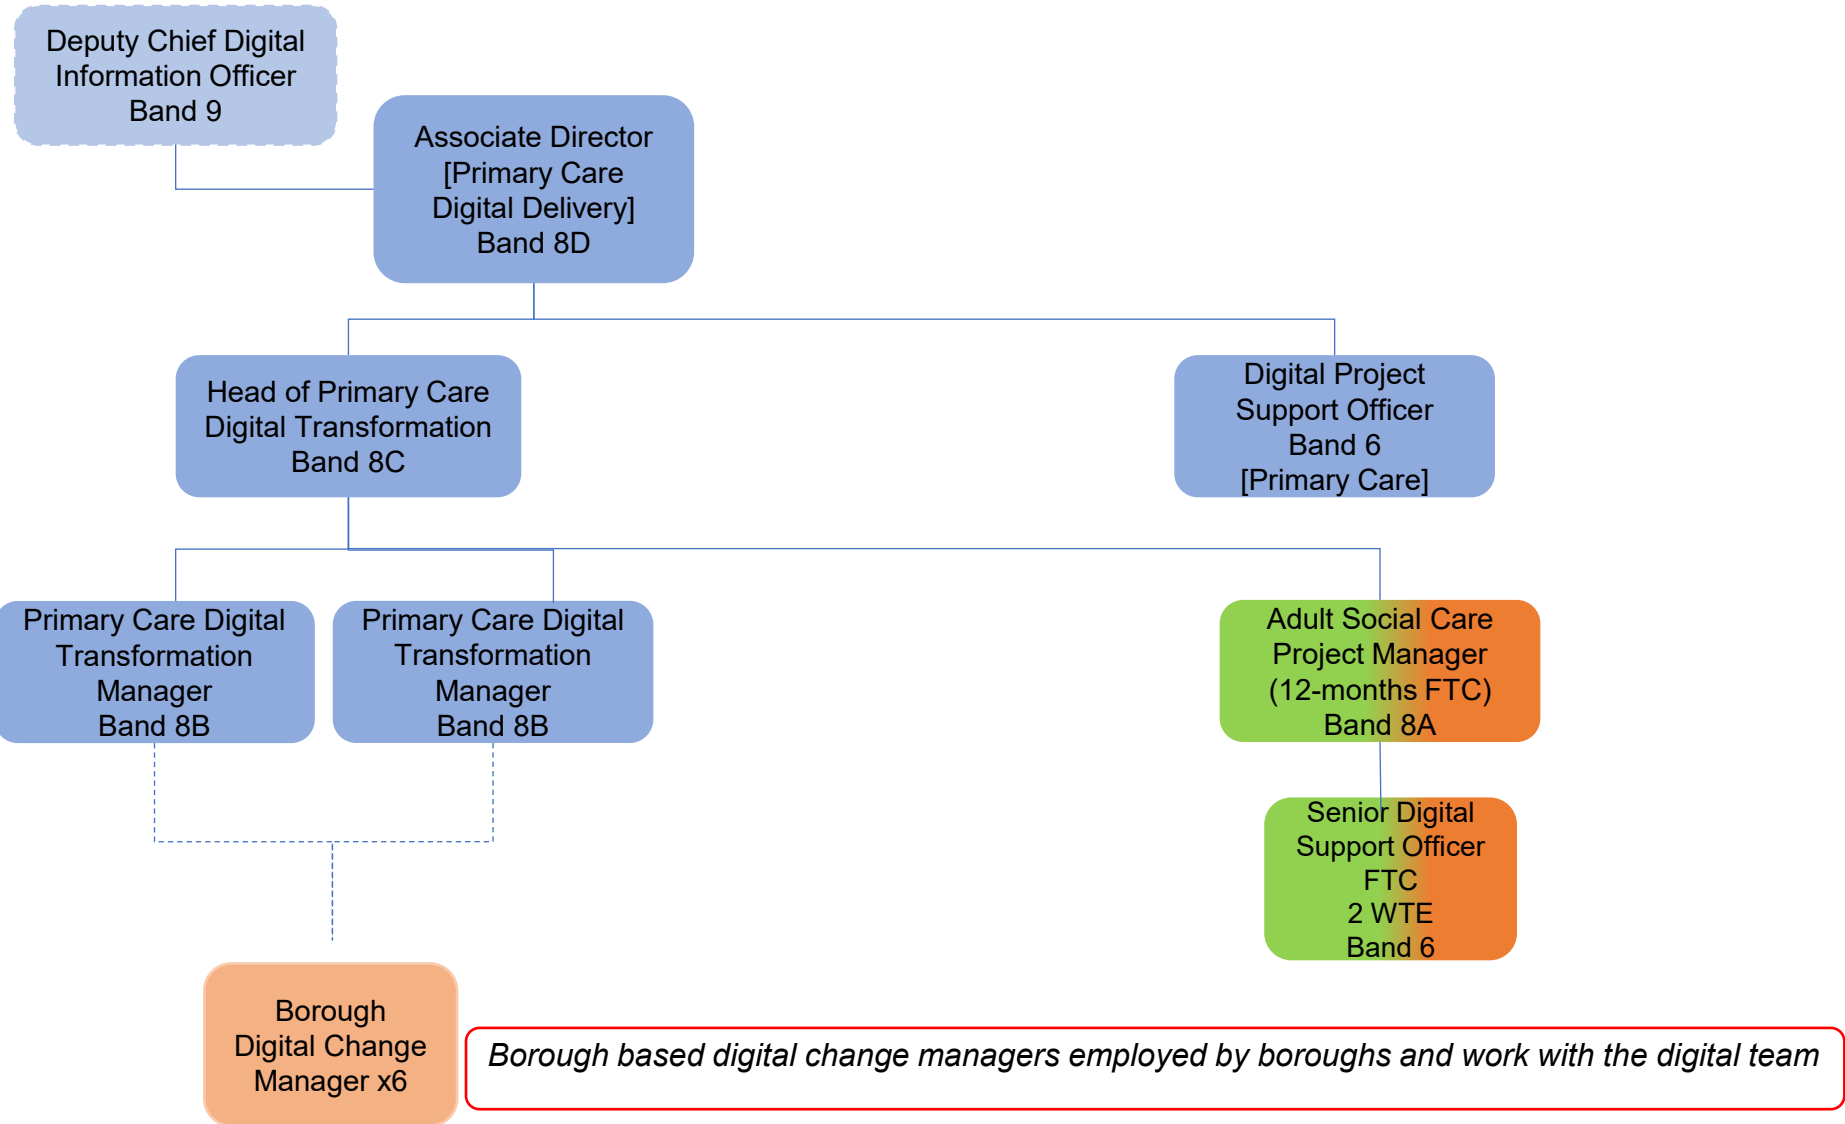 Deputy Chief Digital
Information Officer
Band 9
Associate Director
[Primary Care
Digital Delivery]
Band 8D
Head of Primary Care
Digital Transformation
Band 8C
Digital Project
Support Officer
Band 6
[Primary Care]
Primary Care Digital
Transformation
Manager
Band 8B
Primary Care Digital
Transformation
Manager
Band 8B
Adult Social Care
Project Manager
(12-months FTC)
Band 8A
Senior Digital
Support Officer
FTC
2 WTE
Band 6
Borough
Digital Change
Manager x6
Borough based digital change managers employed by boroughs and work with the digital team